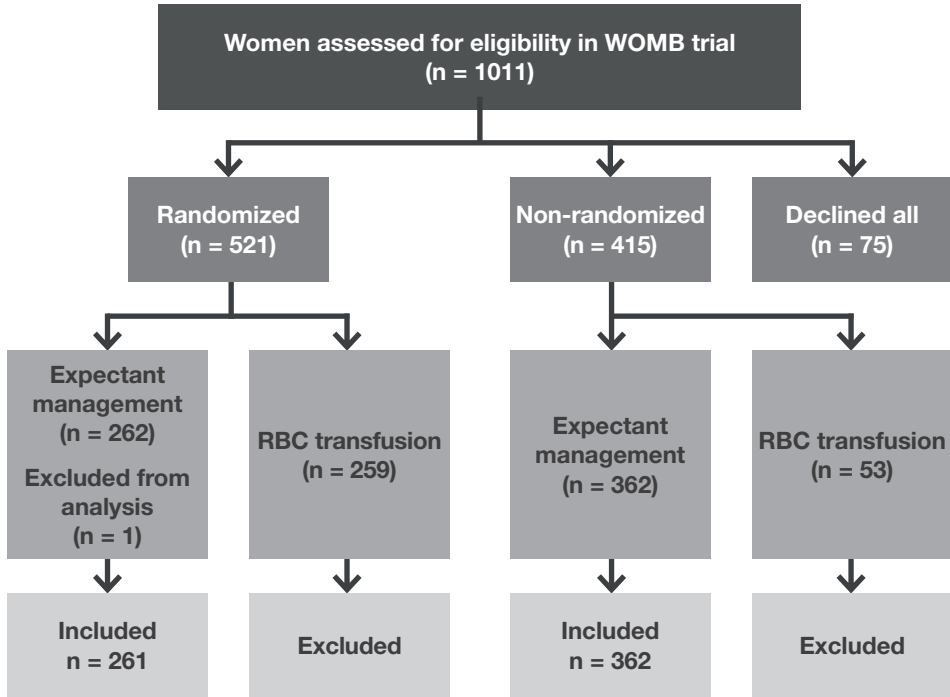 Women assessed for eligibility in WOMB trial
(n = 1011)
Randomized
(n = 521)
Non-randomized
(n = 415)
Declined all
(n = 75)
Expectant
management
(n = 262)
Excluded from
analysis
(n = 1)
RBC transfusion
(n = 259)
Expectant
management
(n = 362)
RBC transfusion
(n = 53)
Included
n = 261
Excluded
Included
n = 362
Excluded